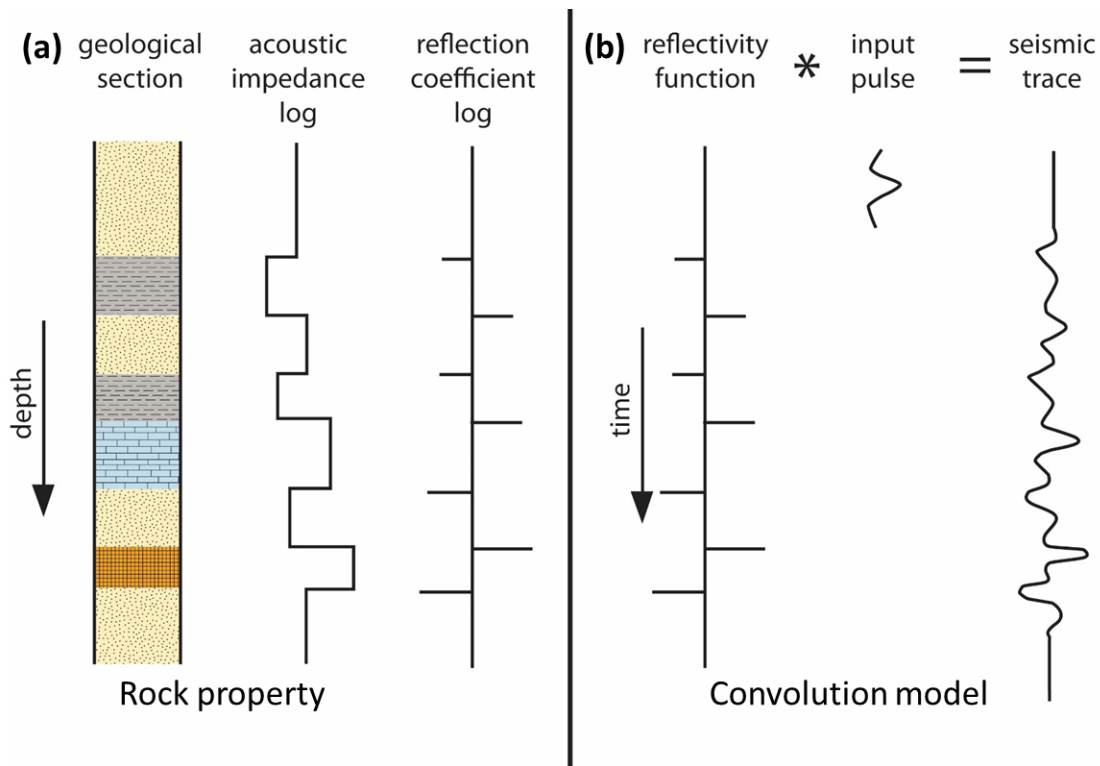 (a) geological
section
acoustic
impedance
log
reflection
coefficient
log
depth
Rock property
(b) reflectivity
function
*
input
pulse
=
seismic
trace
time
Convolution model